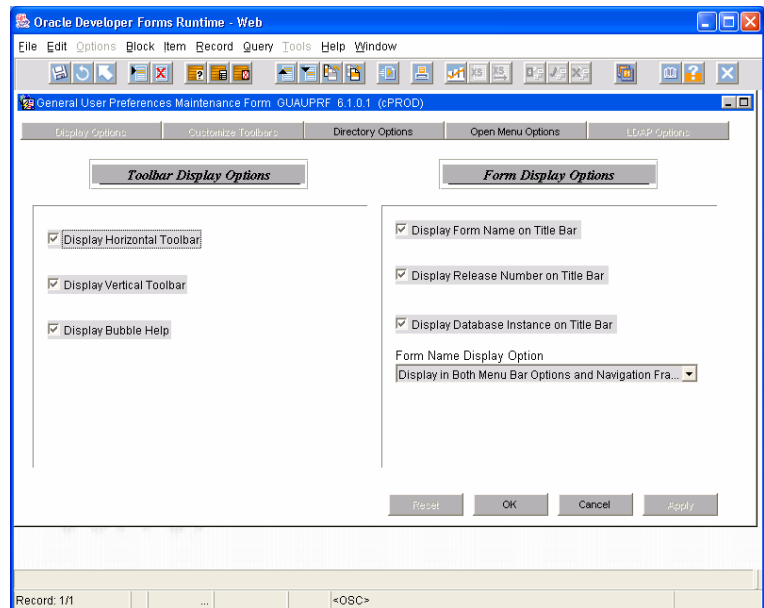 Oracle Developer Forms Runtime - Web
File Edit Options Block Item Record Query Tools Help Window
General User Preferences Maintenance Form GUAUPRF 6.1.0.1 (cPROD)
Display Options Customize Toolbars Directory Options Open Menu Options LDAP Options
Toolbar Display Options Form Display Options
Display Horizontal Toolbar
Display Vertical Toolbar
Display Bubble Help
Display Form Name on Title Bar
Display Release Number on Title Bar
Display Database Instance on Title Bar
Form Name Display Option
Display in Both Menu Bar Options and Navigation Fra...
Reset OK Cancel Apply
Record: 1/1 ... <OSC>